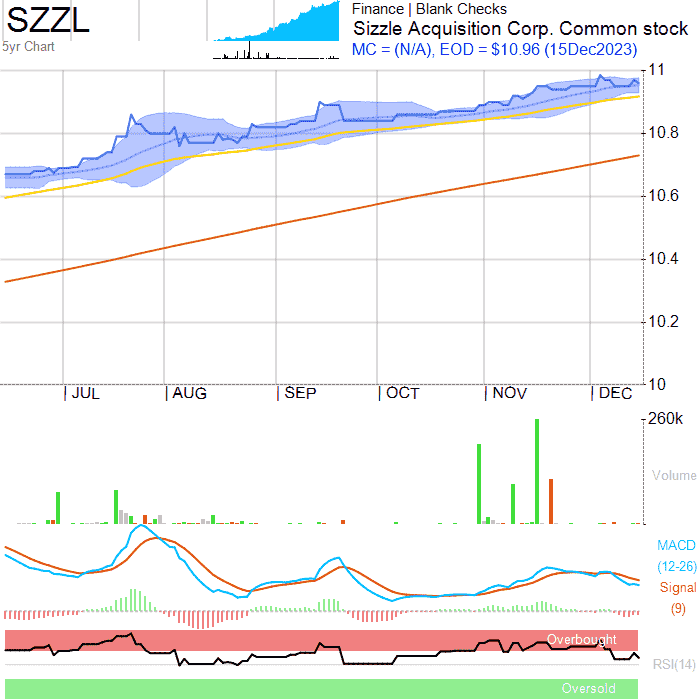 SZZL
5yr Chart
Finance | Blank Checks
Sizzle Acquisition Corp. Common stock
MC = (N/A), EOD = $10.96 (15Dec2023)
11
10.8
10.6
10.4
10.2
10
JUL AUG SEP OCT NOV DEC
260k
Volume
MACD
(12-26)
Signal
(9)
Overbought
RSI(14)
Oversold